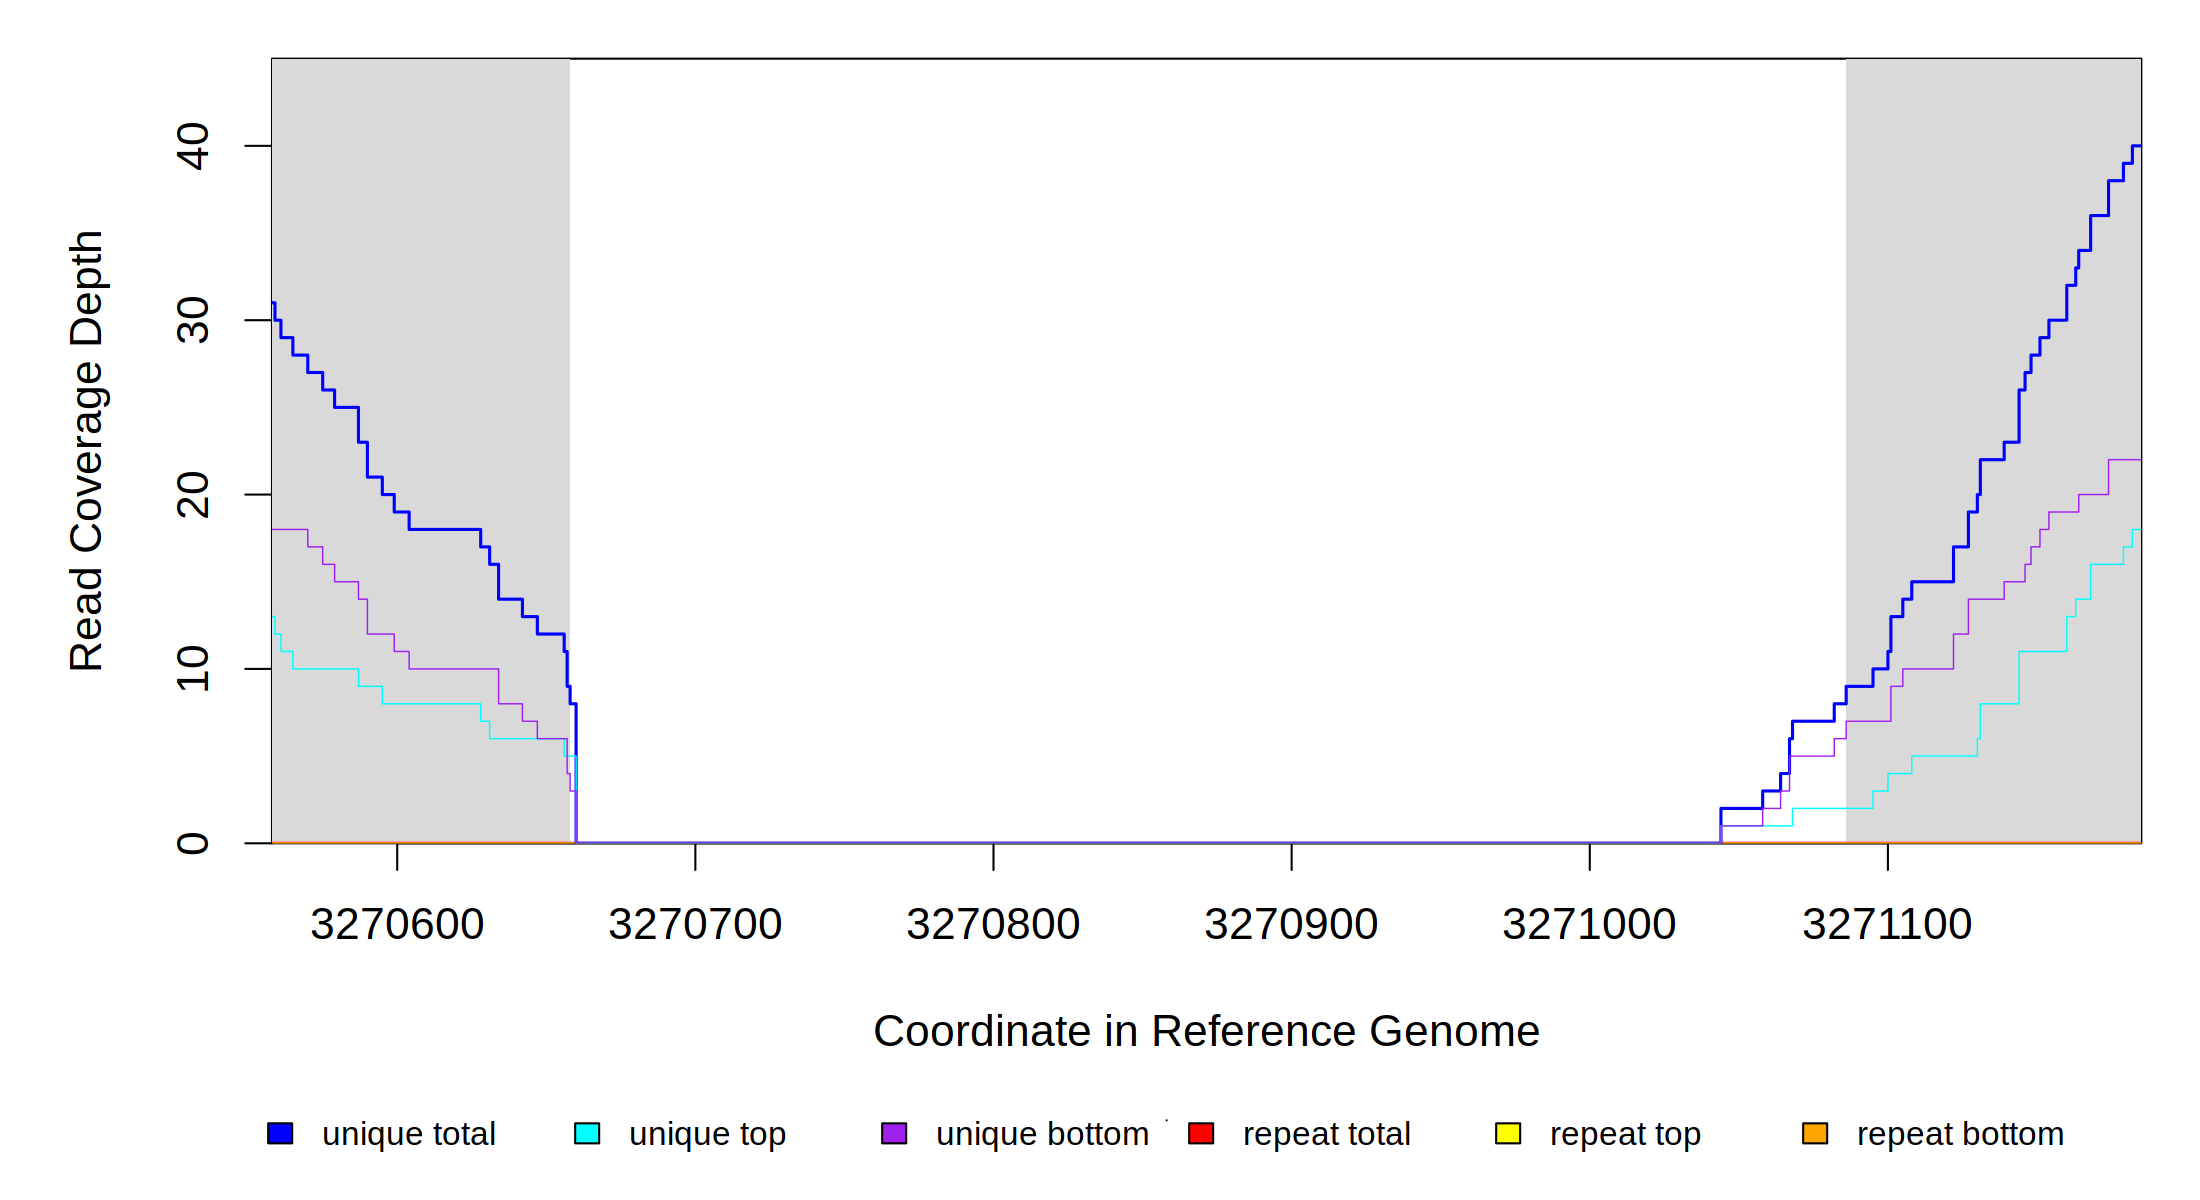 Read Coverage Depth
40
30
20
10
0
3270600 3270700 3270800 3270900 3271000 3271100
Coordinate in Reference Genome
unique total unique top unique bottom repeat total repeat top repeat bottom